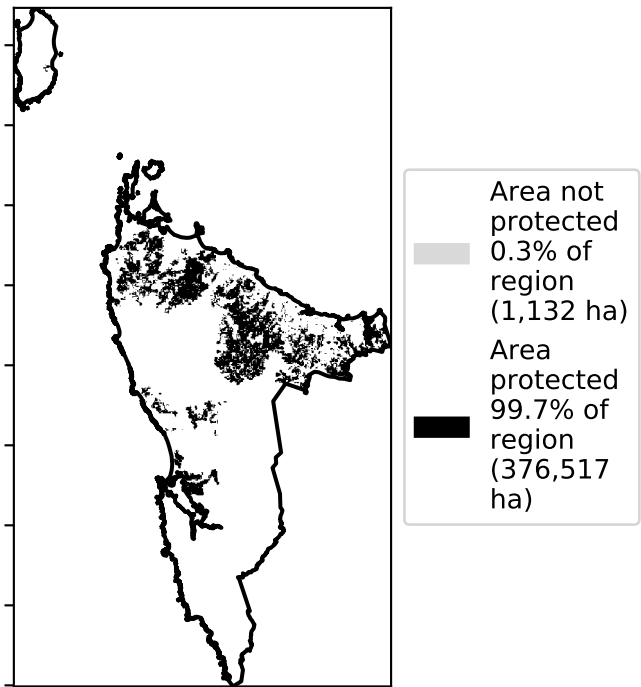 Area not
protected
0.3% of
region
(1,132 ha)
Area
protected
99.7% of
region
(376,517
ha)